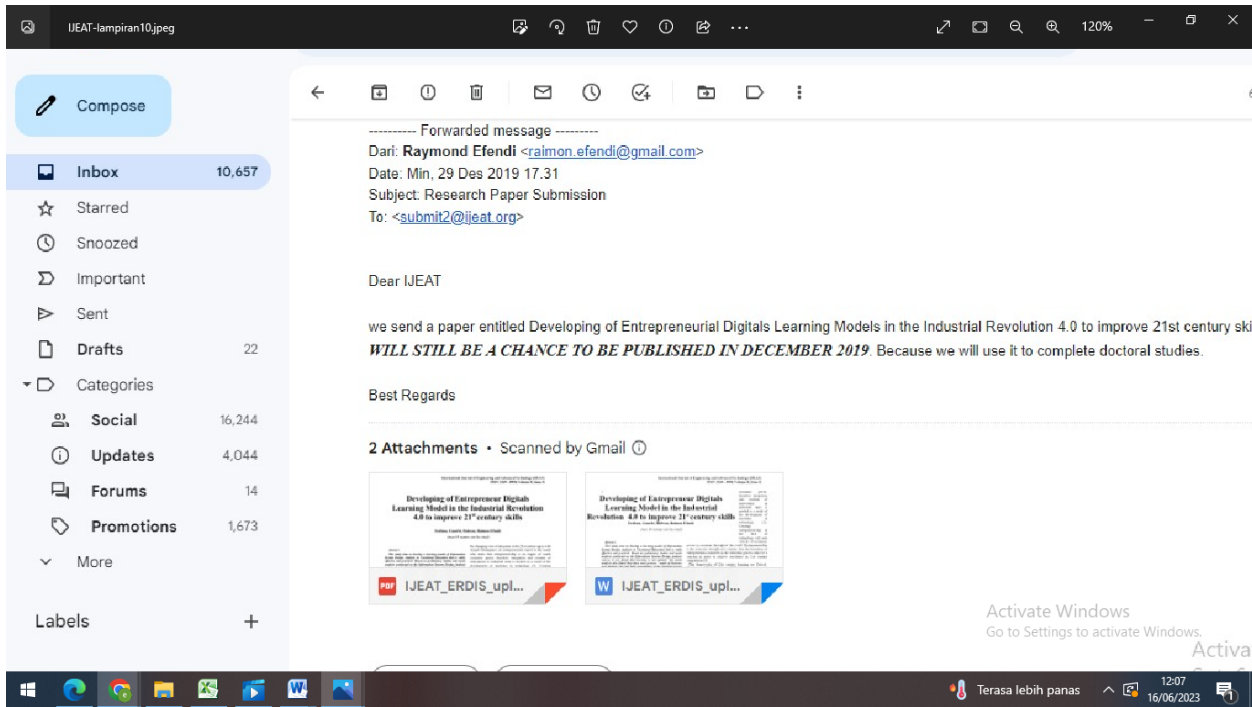 IJEAT-lampiran10.jpeg
120%
Compose
Inbox 10,657
Starred
Snoozed
Important
Sent
Drafts 22
Categories
Social 16,244
Updates 4,044
Forums 14
Promotions 1,673
More
Labels
---------- Forwarded message ---------
Dari: Raymond Efendi <raimon.efendi@gmail.com>
Date: Min, 29 Des 2019 17.31
Subject: Research Paper Submission
To: <submit2@ijeat.org>
Dear IJEAT
we send a paper entitled Developing of Entrepreneurial Digitals Learning Models in the Industrial Revolution 4.0 to improve 21st century ski
WILL STILL BE A CHANCE TO BE PUBLISHED IN DECEMBER 2019. Because we will use it to complete doctoral studies.
Best Regards
2 Attachments • Scanned by Gmail
Developing of Entrepreneur Digitals
Learning Model in the Industrial Revolution
4.0 to improve 21st century skills
PDF IJEAT_ERDIS_upl...
Developing of Entrepreneur Digitals
Learning Model in the Industrial
Revolution 4.0 to improve 21st century skills
W IJEAT_ERDIS_upl...
Activate Windows
Go to Settings to activate Windows.
Activa
Terasa lebih panas
12:07
16/06/2023
1